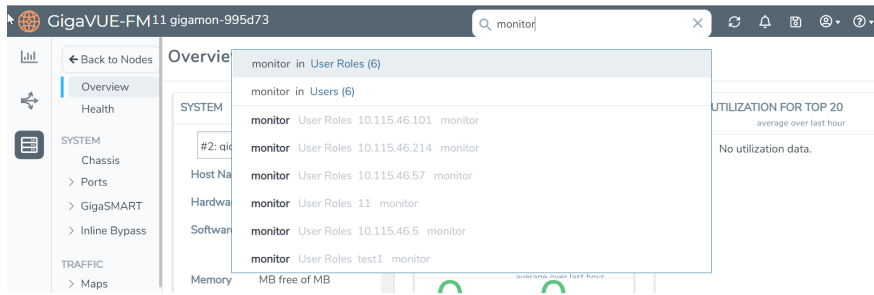 GigaVUE-FM 11 gigamon-995d73
monitor
← Back to Nodes
Overview
Health
SYSTEM
Chassis
> Ports
> GigaSMART
> Inline Bypass
TRAFFIC
> Maps
monitor in User Roles (6)
monitor in Users (6)
monitor User Roles 10.115.46.101 monitor
monitor User Roles 10.115.46.214 monitor
monitor User Roles 10.115.46.57 monitor
monitor User Roles 11 monitor
monitor User Roles 10.115.46.5 monitor
monitor User Roles test1 monitor
SYSTEM
#2:
Host Na
Hardwa
Softwar
Memory MB free of MB
average over last hour
UTILIZATION FOR TOP 20
average over last hour
No utilization data.